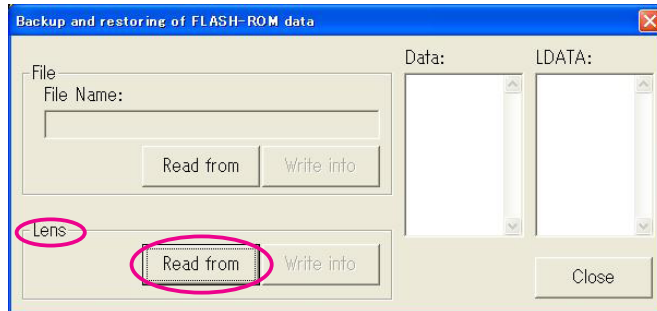 Backup and restoring of FLASH-ROM data
File
File Name:
Read from
Write into
Lens
Read from
Write into
Data:
LDATA:
Close